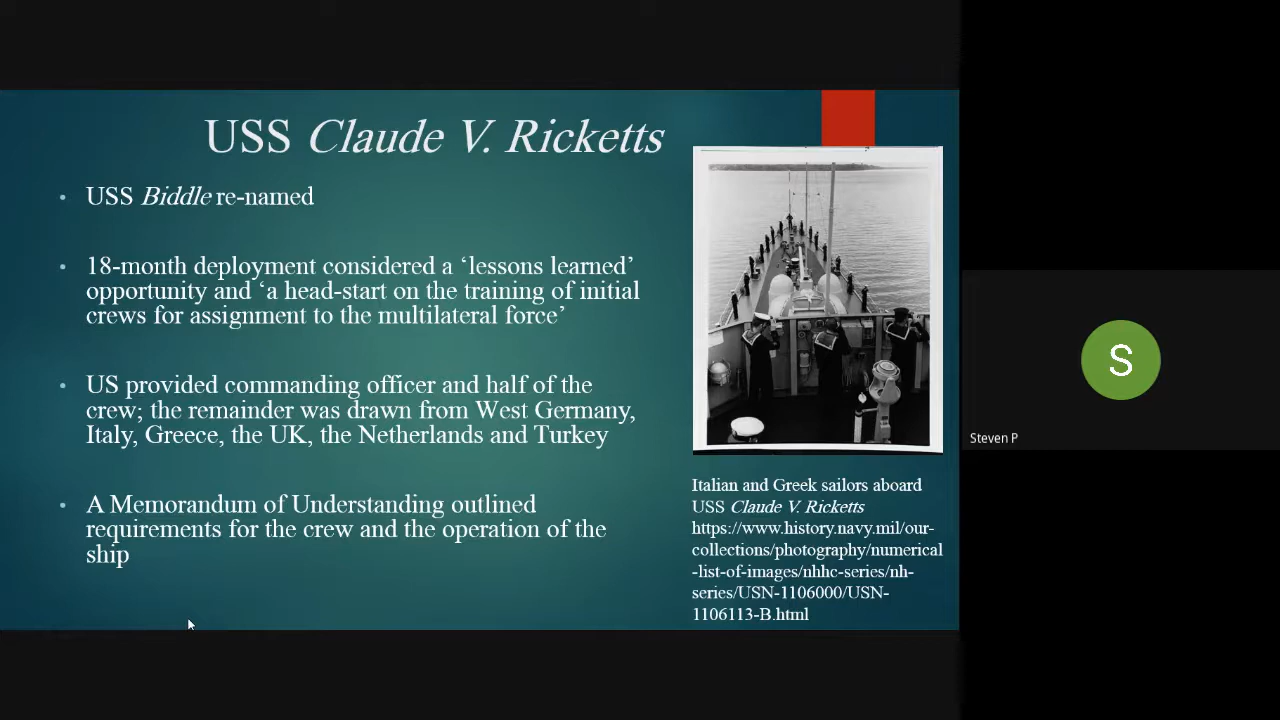 USS Claude V. Ricketts
• USS Biddle re-named
• 18-month deployment considered a ‘lessons learned’
opportunity and ‘a head-start on the training of initial
crews for assignment to the multilateral force’
• US provided commanding officer and half of the
crew; the remainder was drawn from West Germany,
Italy, Greece, the UK, the Netherlands and Turkey
• A Memorandum of Understanding outlined
requirements for the crew and the operation of the
ship
Italian and Greek sailors aboard
USS Claude V. Ricketts
https://www.history.navy.mil/our-
collections/photography/numerical
-list-of-images/nhhc-series/nh-
series/USN-1106000/USN-
1106113-B.html
S
Steven P